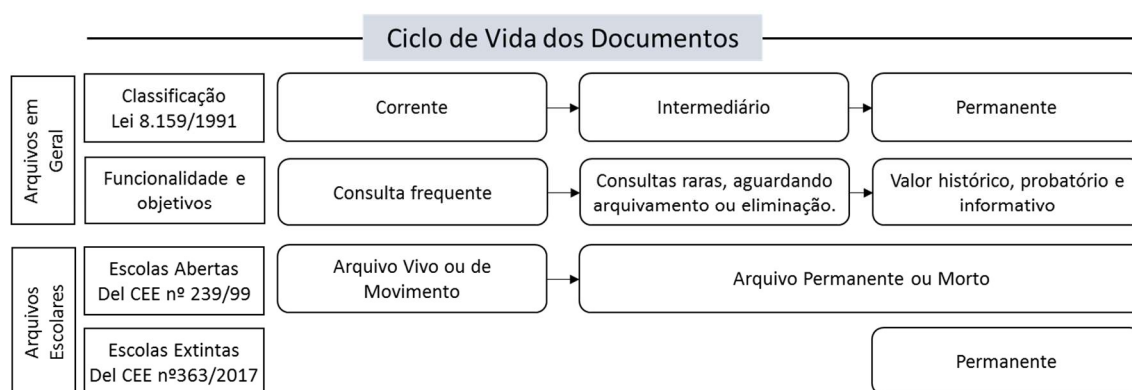 Ciclo de Vida dos Documentos
Arquivos em
Geral
Classificação
Lei 8.159/1991
Corrente
Intermediário
Permanente
Funcionalidade e
objetivos
Consulta frequente
Consultas raras, aguardando
arquivamento ou eliminação.
Valor histórico, probatório e
informativo
Arquivos
Escolares
Escolas Abertas
Del CEE nº 239/99
Arquivo Vivo ou de
Movimento
Arquivo Permanente ou Morto
Escolas Extintas
Del CEE nº363/2017
Permanente